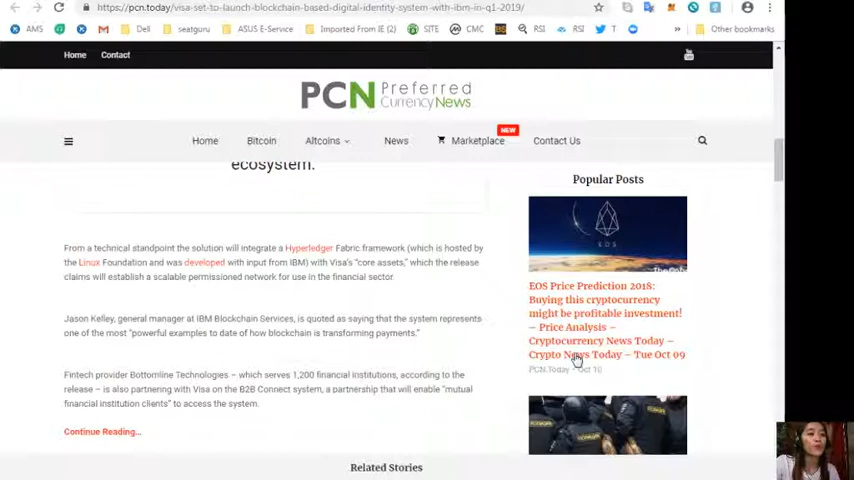 https://pcn.today/visa-set-to-launch-blockchain-based-digital-identity-system-with-ibm-in-q1-2019/
AMS
Dell
seatguru
ASUS E-Service
Imported From IE (2)
SITE
CMC
RSI
RSI
T
»
Other bookmarks
Home
Contact
PCN Preferred
Currency News
NEW
Home
Bitcoin
Altcoins
News
Marketplace
Contact Us
ecosystem.
From a technical standpoint the solution will integrate a Hyperledger Fabric framework (which is hosted by
the Linux Foundation and was developed with input from IBM) with Visa's "core assets," which the release
claims will establish a scalable permissioned network for use in the financial sector.
Jason Kelley, general manager at IBM Blockchain Services, is quoted as saying that the system represents
one of the most "powerful examples to date of how blockchain is transforming payments."
Fintech provider Bottomline Technologies – which serves 1,200 financial institutions, according to the
release – is also partnering with Visa on the B2B Connect system, a partnership that will enable "mutual
financial institution clients" to access the system.
Continue Reading...
Related Stories
Popular Posts
EOS
EOS Price Prediction 2018:
Buying this cryptocurrency
might be profitable investment!
– Price Analysis –
Cryptocurrency News Today –
Crypto News Today – Tue Oct 09
PCN.Today - Oct 10